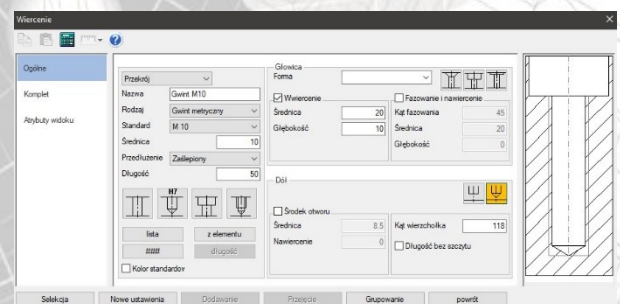 Wiercenie
Ogólne
Komplet
Atrybuty widoku
Przekrój
Nazwa Gwint M10
Rodzaj Gwint metryczny
Standard M 10
Średnica 10
Przedłużenie Zaślepiony
Długość 50
H7
lista z elementu
### długość
Kolor standardov
Głowica
Forma
Wwiercenie
Średnica 20
Głębokość 10
Fazowanie i nawiercenie
Kąt fazowania 45
Średnica 20
Głębokość 0
Dół
Środek otworu
Średnica 8.5
Nawiercenie 0
Kąt wierzchołka 118
Długość bez szczytu
Selekcja Nowe ustawienia Dodawanie Przejęcie Grupowanie powrót